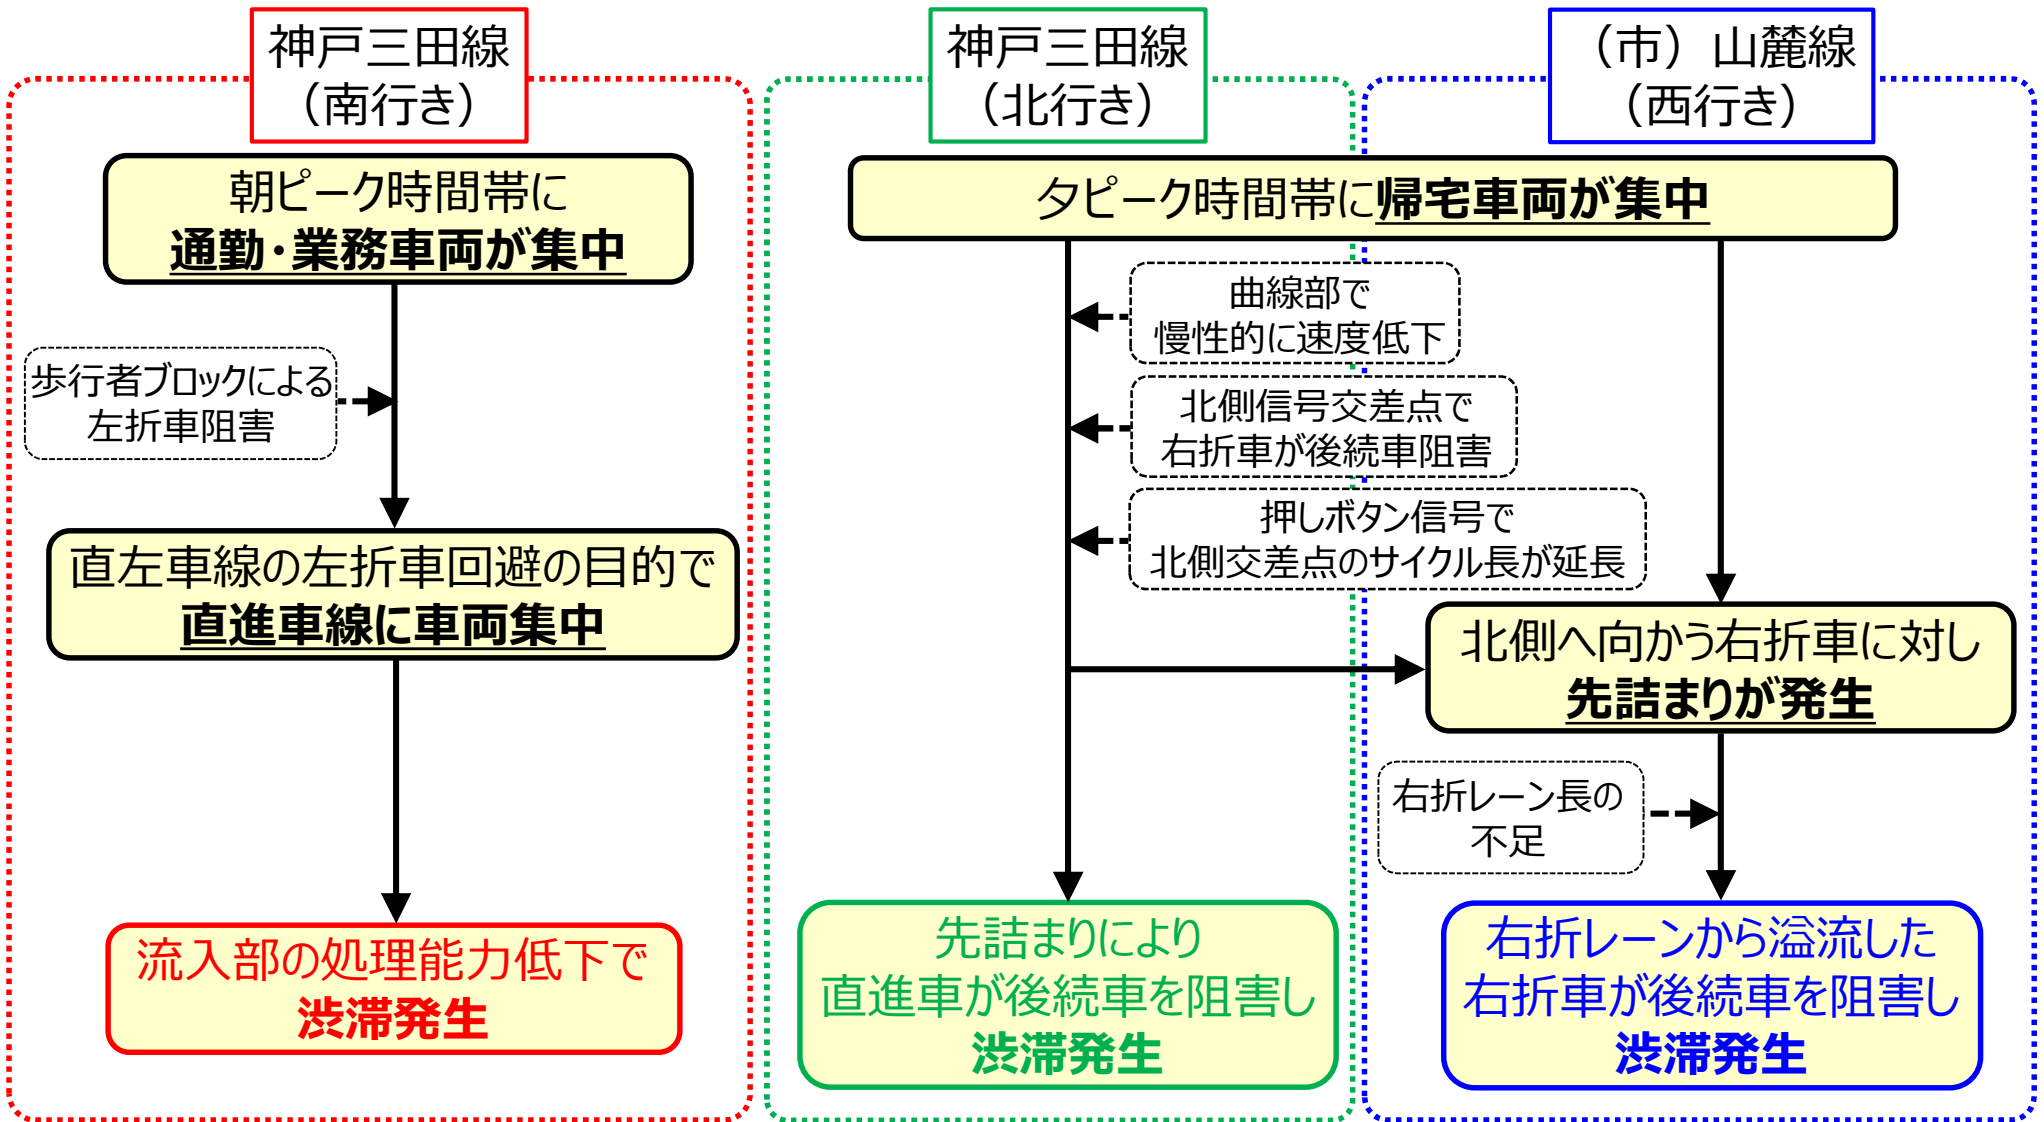 神戸三田線
（南行き）
朝ピーク時間帯に
通勤・業務車両が集中
歩行者ブロックによる
左折車阻害
直左車線の左折車回避の目的で
直進車線に車両集中
流入部の処理能力低下で
渋滞発生
神戸三田線
（北行き）
（市）山麓線
（西行き）
夕ピーク時間帯に帰宅車両が集中
曲線部で
慢性的に速度低下
北側信号交差点で
右折車が後続車阻害
押しボタン信号で
北側交差点のサイクル長が延長
北側へ向かう右折車に対し
先詰まりが発生
右折レーン長の
不足
先詰まりにより
直進車が後続車を阻害し
渋滞発生
右折レーンから溢流した
右折車が後続車を阻害し
渋滞発生